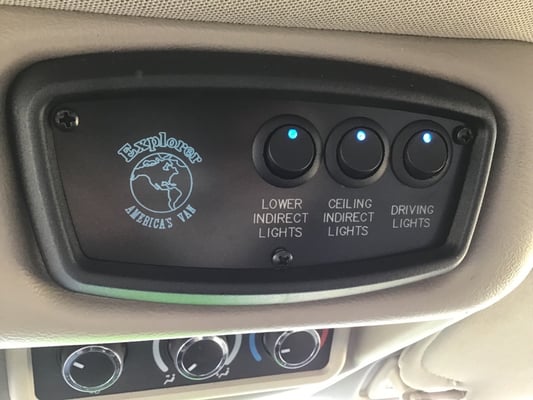 Explorer
AMERICA'S VAN
LOWER
INDIRECT
LIGHTS
CEILING
INDIRECT
LIGHTS
DRIVING
LIGHTS